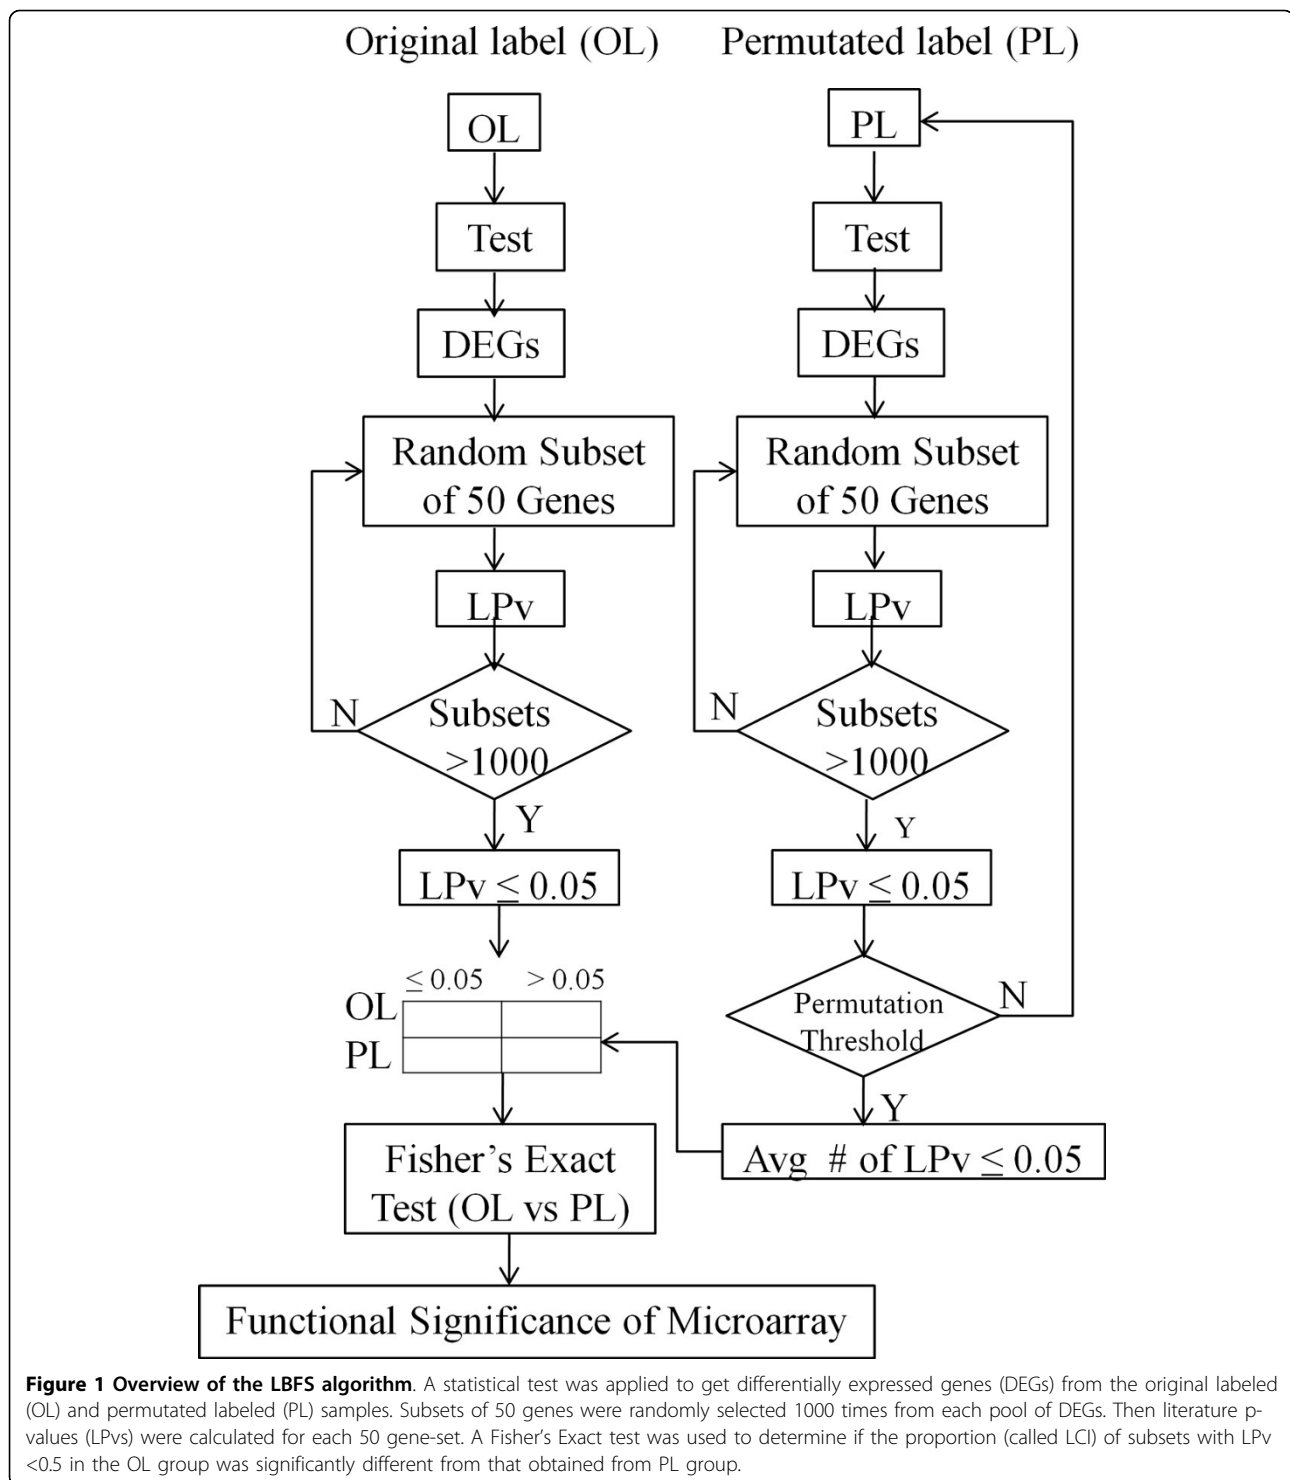 Original label (OL)
Permutated label (PL)
OL
Test
DEGs
Random Subset
of 50 Genes
LPv
N
Subsets
>1000
Y
LPv ≤ 0.05
≤ 0.05 > 0.05
OL
PL
Fisher's Exact
Test (OL vs PL)
Functional Significance of Microarray
PL
Test
DEGs
Random Subset
of 50 Genes
LPv
N
Subsets
>1000
Y
LPv ≤ 0.05
Permutation
Threshold
N
Y
Avg # of LPv ≤ 0.05
Figure 1 Overview of the LBFS algorithm. A statistical test was applied to get differentially expressed genes (DEGs) from the original labeled
(OL) and permutated labeled (PL) samples. Subsets of 50 genes were randomly selected 1000 times from each pool of DEGs. Then literature p-
values (LPvs) were calculated for each 50 gene-set. A Fisher's Exact test was used to determine if the proportion (called LCI) of subsets with LPv
<0.5 in the OL group was significantly different from that obtained from PL group.